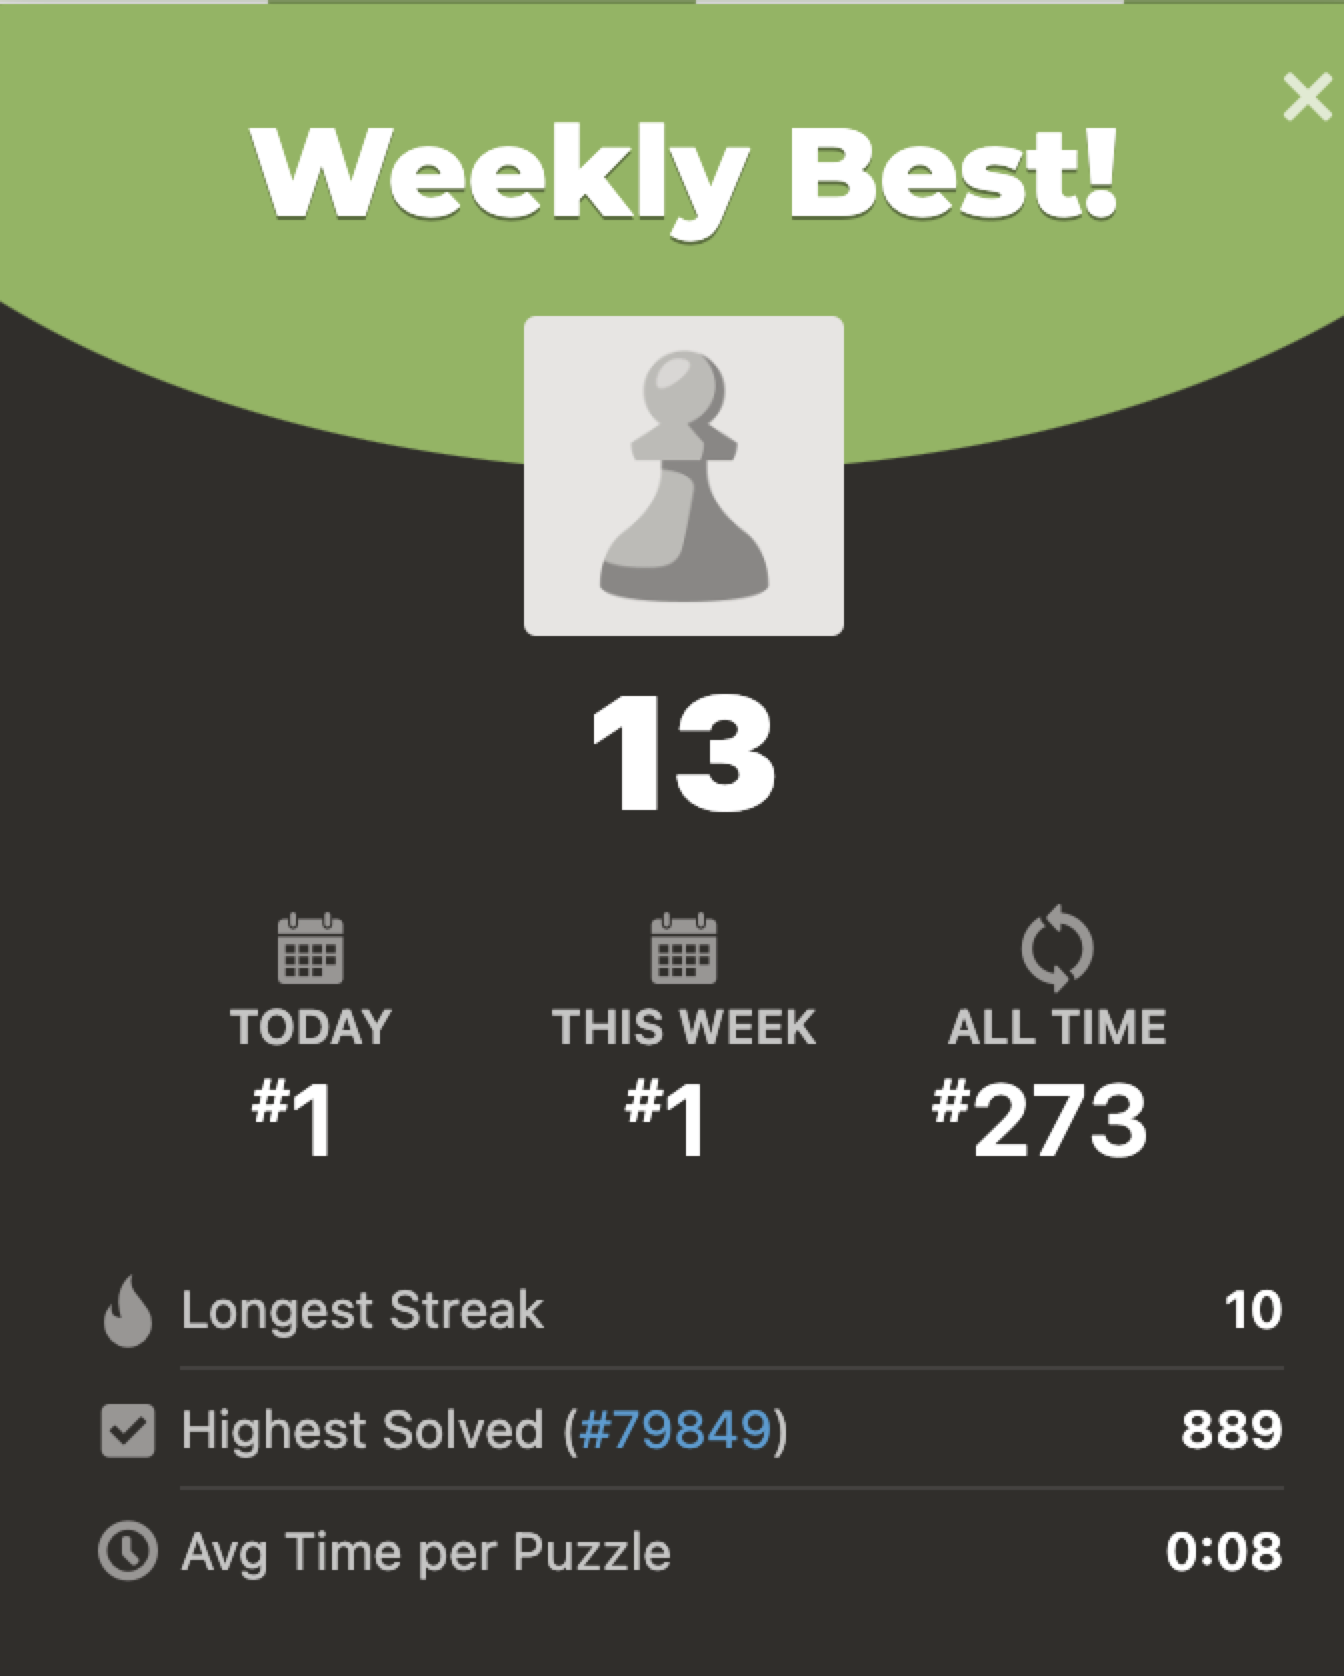 Weekly Best!
13
TODAY THIS WEEK ALL TIME
#1 #1 #273
Longest Streak 10
Highest Solved (#79849) 889
Avg Time per Puzzle 0:08